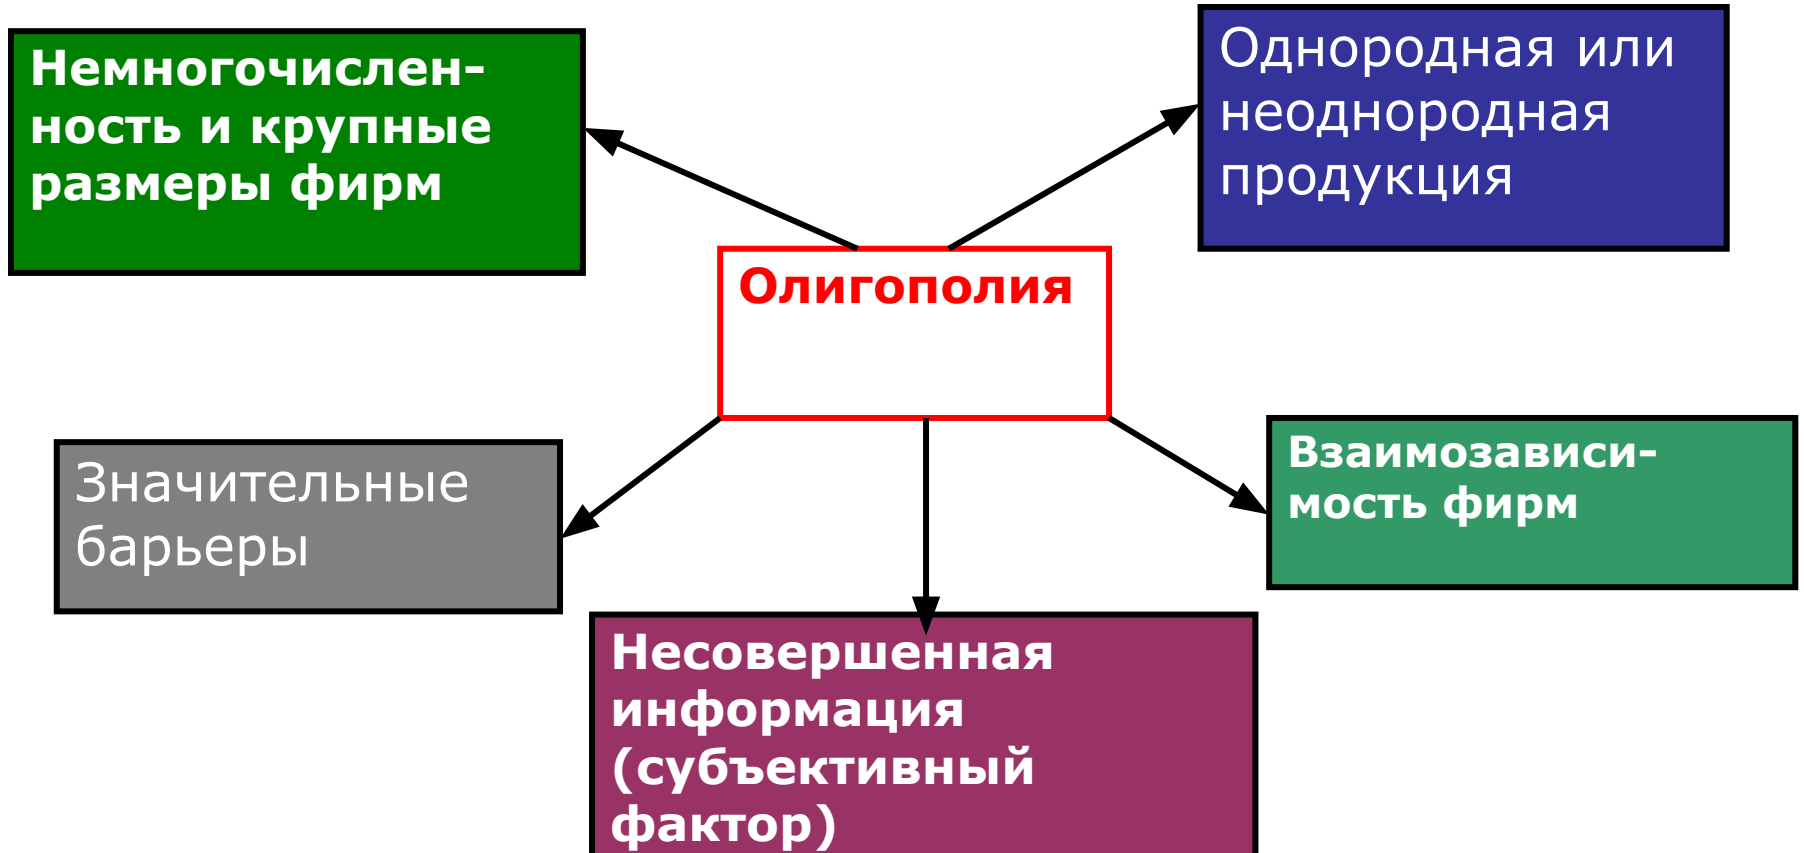 Немногочислен-
ность и крупные
размеры фирм
Однородная или
неоднородная
продукция
Олигополия
Значительные
барьеры
Взаимозависи-
мость фирм
Несовершенная
информация
(субъективный
фактор)